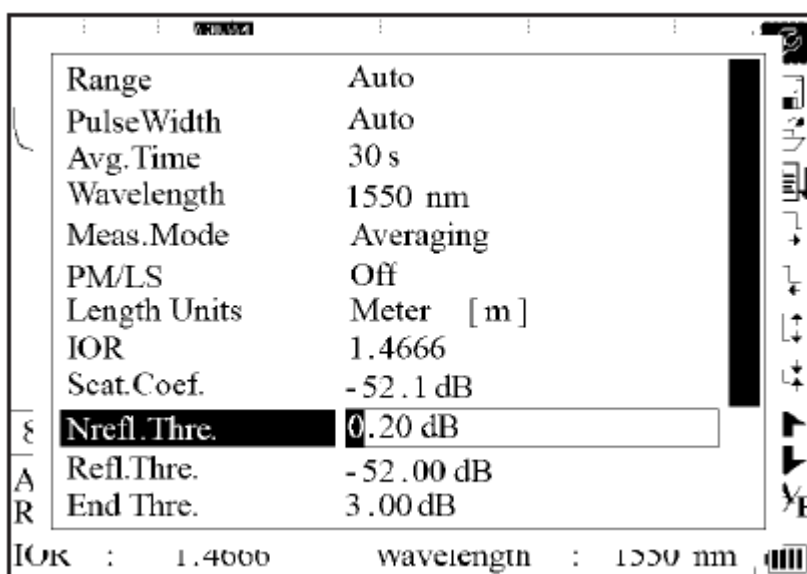 Range Auto
PulseWidth Auto
Avg.Time 30 s
Wavelength 1550 nm
Meas.Mode Averaging
PM/LS Off
Length Units Meter [ m ]
IOR 1.4666
Scat.Coef. -52.1 dB
Nrefl.Thre. 0.20 dB
Refl.Thre. -52.00 dB
End Thre. 3.00 dB
A
R
IOR : 1.4666 Wavelength : 1550 nm